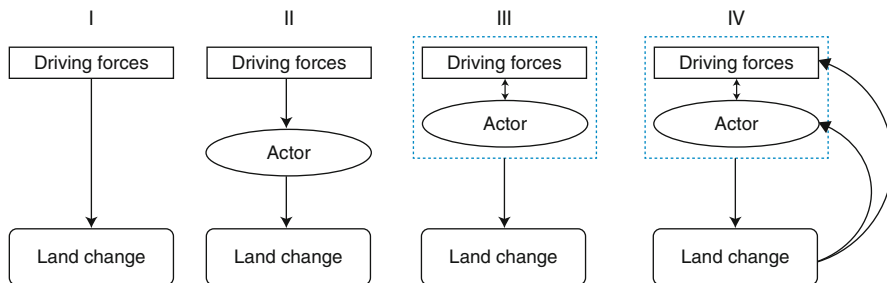 I
II
III
IV
Driving forces
Driving forces
Driving forces
Driving forces
Actor
Actor
Actor
Land change
Land change
Land change
Land change